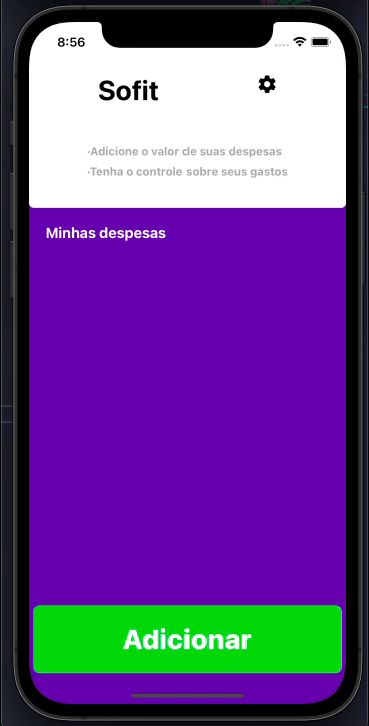 8:56
Sofit
·Adicione o valor de suas despesas
·Tenha o controle sobre seus gastos
Minhas despesas
Adicionar